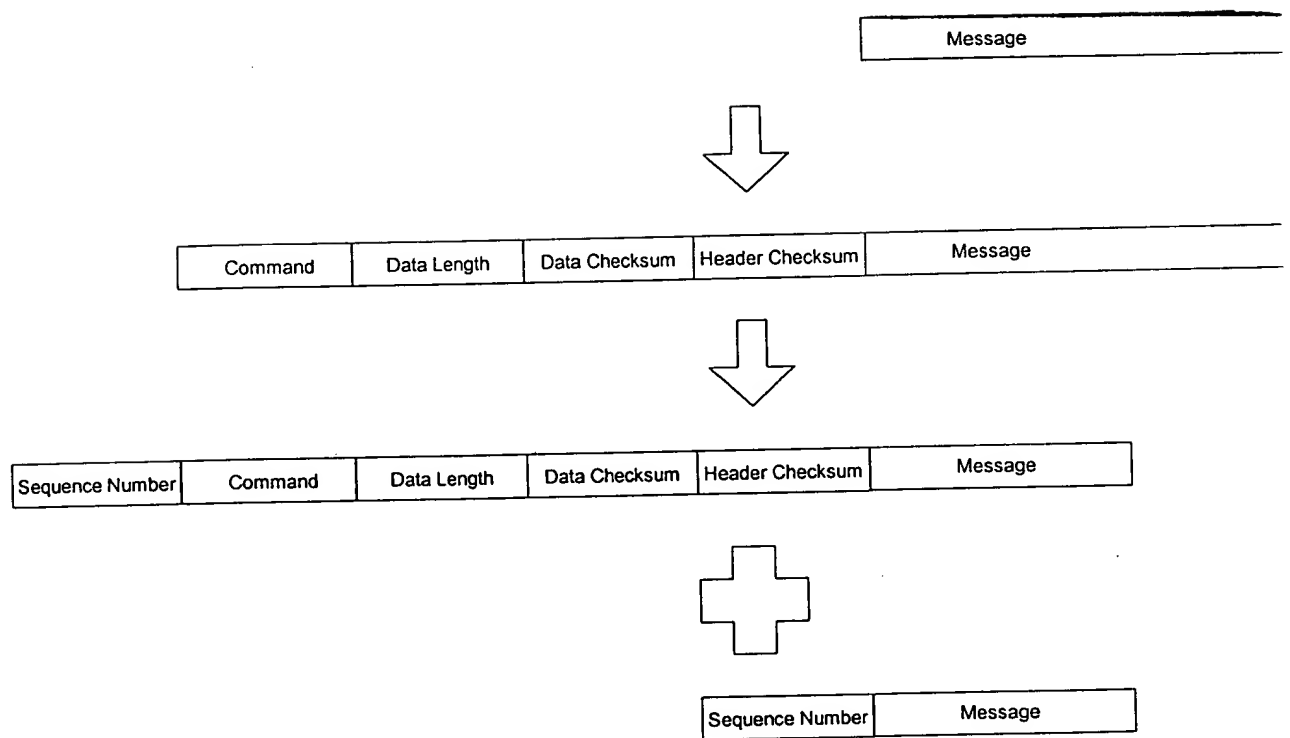 Message
Command Data Length Data Checksum Header Checksum Message
Sequence Number Command Data Length Data Checksum Header Checksum Message
Sequence Number Message